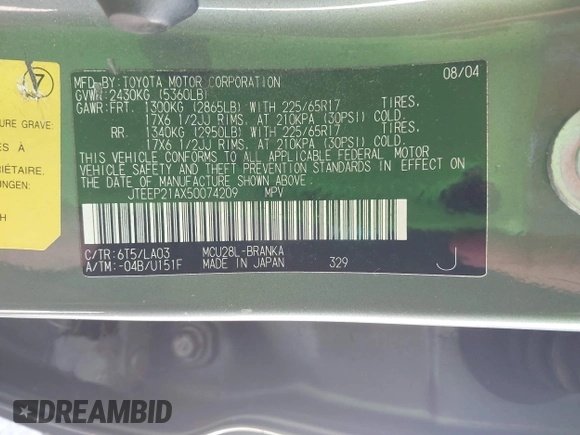 MFD.BY:TOYOTA MOTOR CORPORATION 08/04
GVWR:2430KG (5360LB)
GAWR:FRT. 1300KG (2865LB) WITH 225/65R17 TIRES,
17X6 1/2JJ RIMS, AT 210KPA (30PSI) COLD.
RR. 1340KG (2950LB) WITH 225/65R17 TIRES,
17X6 1/2JJ RIMS, AT 210KPA (30PSI) COLD.
THIS VEHICLE CONFORMS TO ALL APPLICABLE FEDERAL MOTOR
VEHICLE SAFETY AND THEFT PREVENTION STANDARDS IN EFFECT
ON THE DATE OF MANUFACTURE SHOWN ABOVE.
JTEEP21AX50074209 MPV
C/TR:6T5/LA03 MCU28L-BRANKA
A/TM:-04B/U151F MADE IN JAPAN 329 J
URE GRAVE:
RIÉTAIRE.
NINGEN:
H
DREAMBID